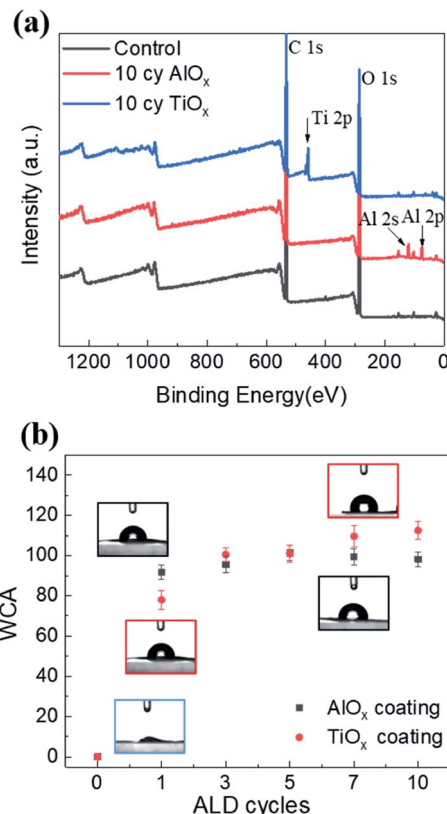 (a)
Control
10 cy AlOₓ
10 cy TiOₓ
C 1s
O 1s
Ti 2p
Al 2s Al 2p
Intensity (a.u.)
1200 1000 800 600 400 200 0
Binding Energy(eV)
(b)
140
120
100
80
60
40
20
0
WCA
AlOₓ coating
TiOₓ coating
0 1 3 5 7 10
ALD cycles